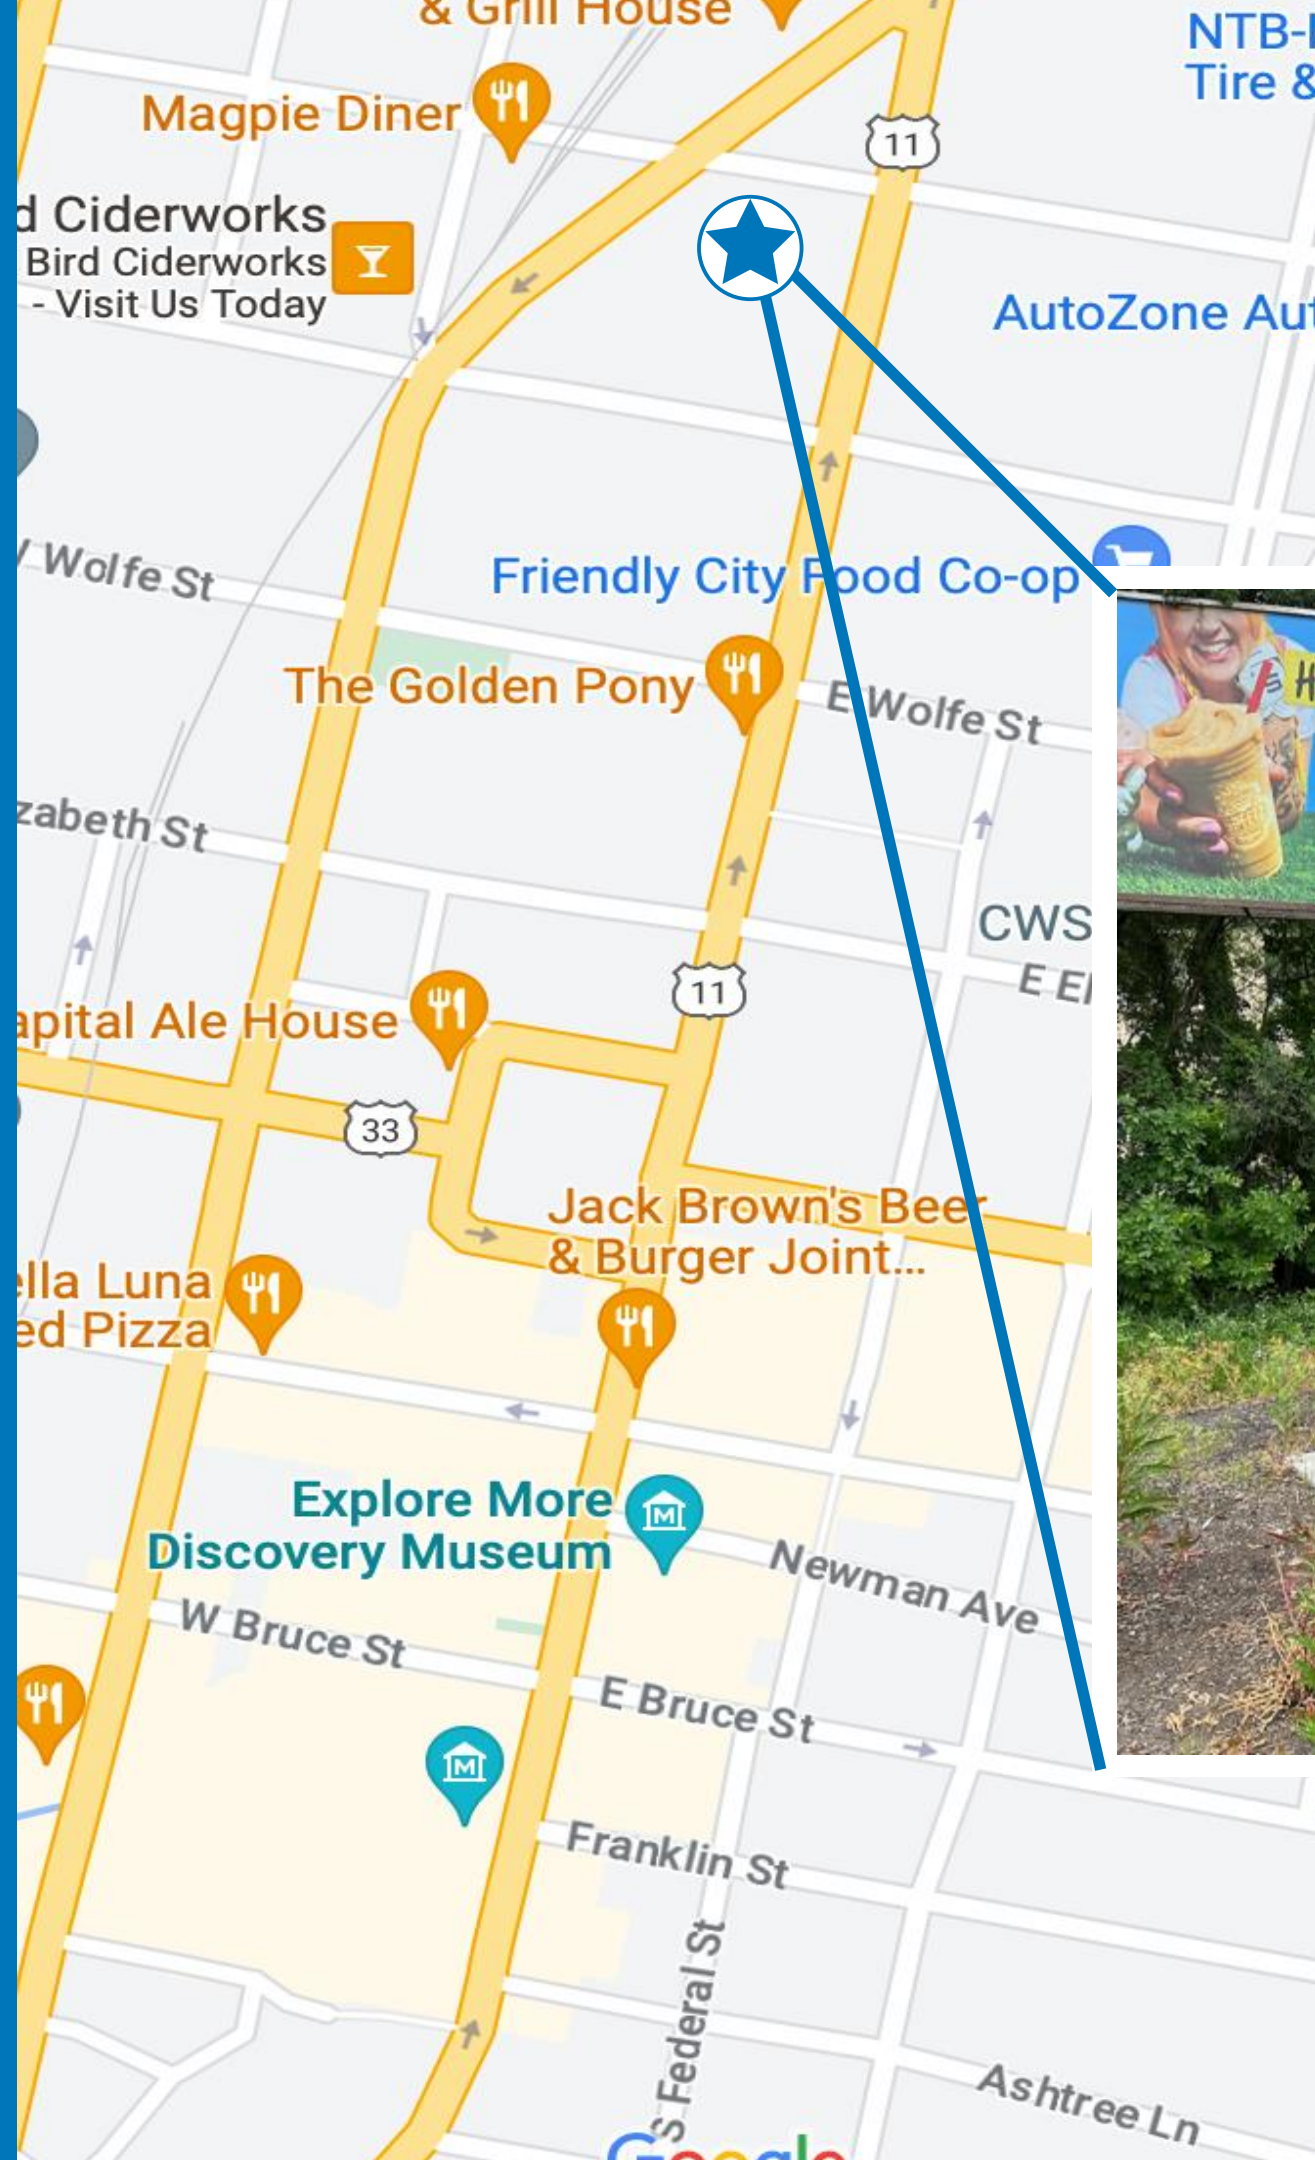 & Grill House
NTB-
Tire &
Magpie Diner
11
d Ciderworks
Bird Ciderworks
- Visit Us Today
AutoZone Aut
Wolfe St
Friendly City Food Co-op
The Golden Pony
E Wolfe St
zabeth St
CWS
E El
11
apital Ale House
33
Jack Brown's Beer
& Burger Joint...
ella Luna
ed Pizza
Explore More
Discovery Museum
Newman Ave
W Bruce St
E Bruce St
Franklin St
S Federal St
Ashtree Ln
Google